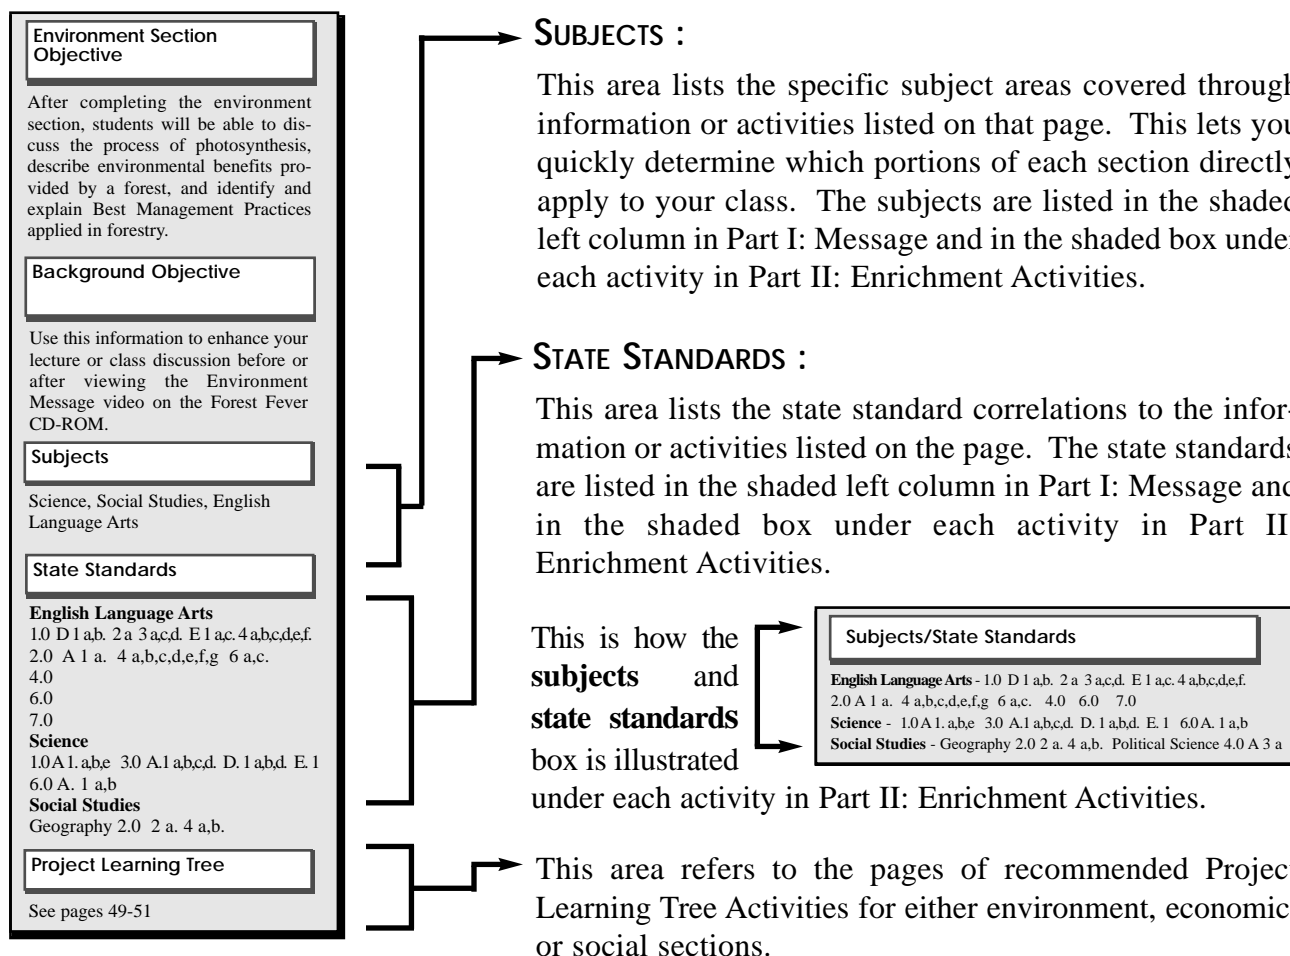 Environment Section
Objective
After completing the environment
section, students will be able to dis-
cuss the process of photosynthesis,
describe environmental benefits pro-
vided by a forest, and identify and
explain Best Management Practices
applied in forestry.
Background Objective
Use this information to enhance your
lecture or class discussion before or
after viewing the Environment
Message video on the Forest Fever
CD-ROM.
Subjects
Science, Social Studies, English
Language Arts
State Standards
English Language Arts
1.0 D 1 a,b. 2 a 3 a,c,d. E 1 a,c. 4 a,b,c,d,e,f.
2.0 A 1 a. 4 a,b,c,d,e,f,g 6 a,c.
4.0
6.0
7.0
Science
1.0 A 1. a,b,e 3.0 A.1 a,b,c,d. D. 1 a,b,d. E. 1
6.0 A. 1 a,b
Social Studies
Geography 2.0 2 a. 4 a,b.
Project Learning Tree
See pages 49-51
SUBJECTS :
This area lists the specific subject areas covered through
information or activities listed on that page. This lets you
quickly determine which portions of each section directly
apply to your class. The subjects are listed in the shaded
left column in Part I: Message and in the shaded box under
each activity in Part II: Enrichment Activities.
STATE STANDARDS :
This area lists the state standard correlations to the infor-
mation or activities listed on the page. The state standards
are listed in the shaded left column in Part I: Message and
in the shaded box under each activity in Part II
Enrichment Activities.
This is how the
subjects and
state standards
box is illustrated
under each activity in Part II: Enrichment Activities.
Subjects/State Standards
English Language Arts - 1.0 D 1 a,b. 2 a 3 a,c,d. E 1 a,c. 4 a,b,c,d,e,f.
2.0 A 1 a. 4 a,b,c,d,e,f,g 6 a,c. 4.0 6.0 7.0
Science - 1.0 A 1. a,b,e 3.0 A.1 a,b,c,d. D. 1 a,b,d. E. 1 6.0 A. 1 a,b
Social Studies - Geography 2.0 2 a. 4 a,b. Political Science 4.0 A 3 a
This area refers to the pages of recommended Project
Learning Tree Activities for either environment, economic
or social sections.